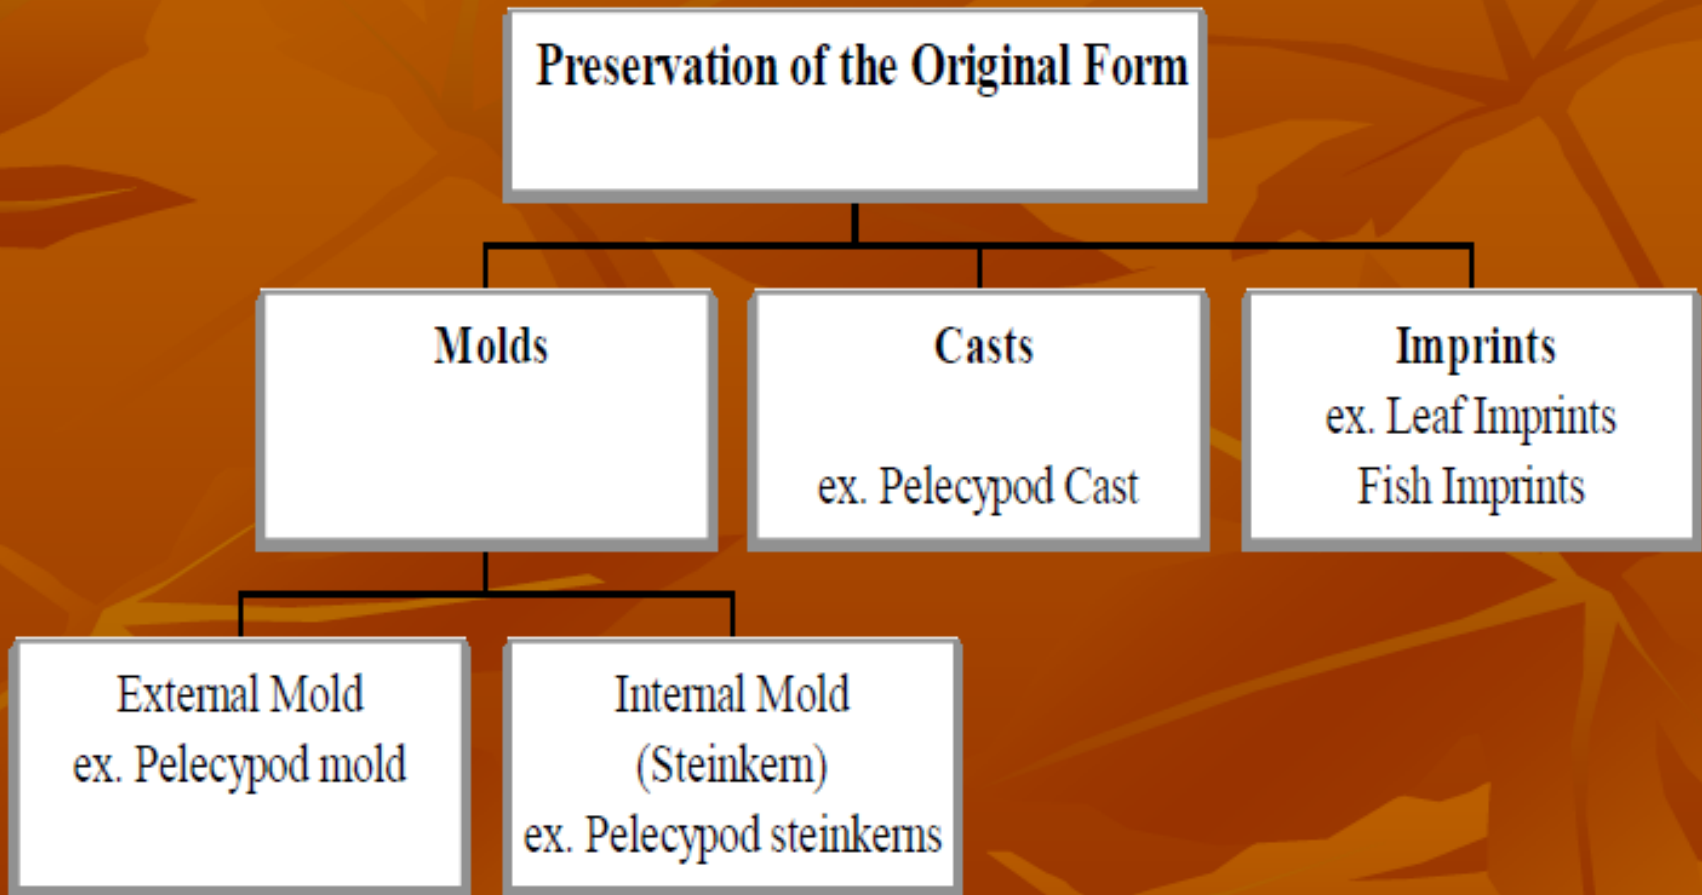 Preservation of the Original Form
Molds
Casts
ex. Pelecypod Cast
Imprints
ex. Leaf Imprints
Fish Imprints
External Mold
ex. Pelecypod mold
Internal Mold
(Steinkern)
ex. Pelecypod steinkerns